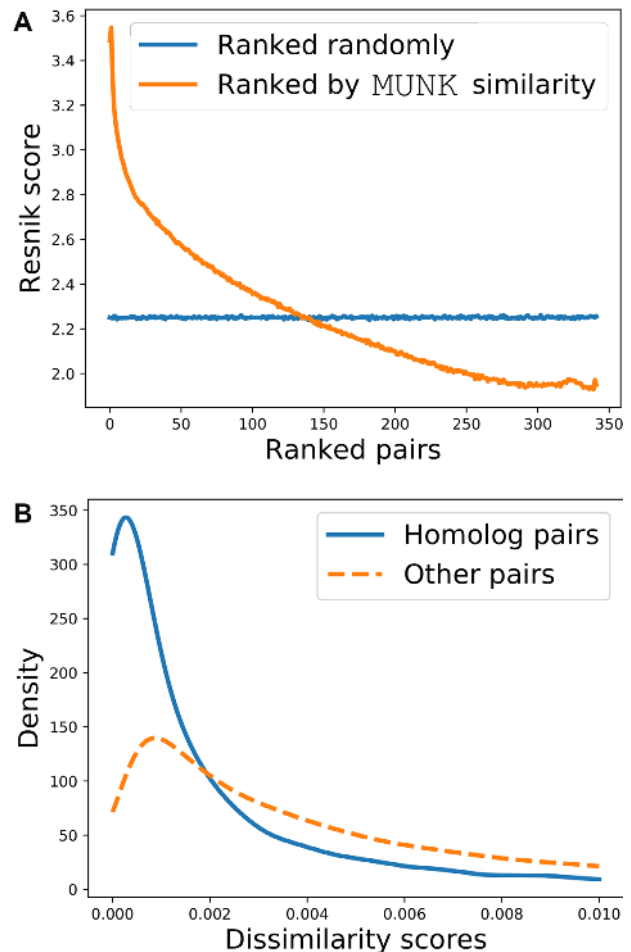 A
Ranked randomly
Ranked by MUNK similarity
Resnik score
3.6
3.4
3.2
3.0
2.8
2.6
2.4
2.2
2.0
0 50 100 150 200 250 300 350
Ranked pairs
B
Homolog pairs
Other pairs
Density
350
300
250
200
150
100
50
0
0.000 0.002 0.004 0.006 0.008 0.010
Dissimilarity scores